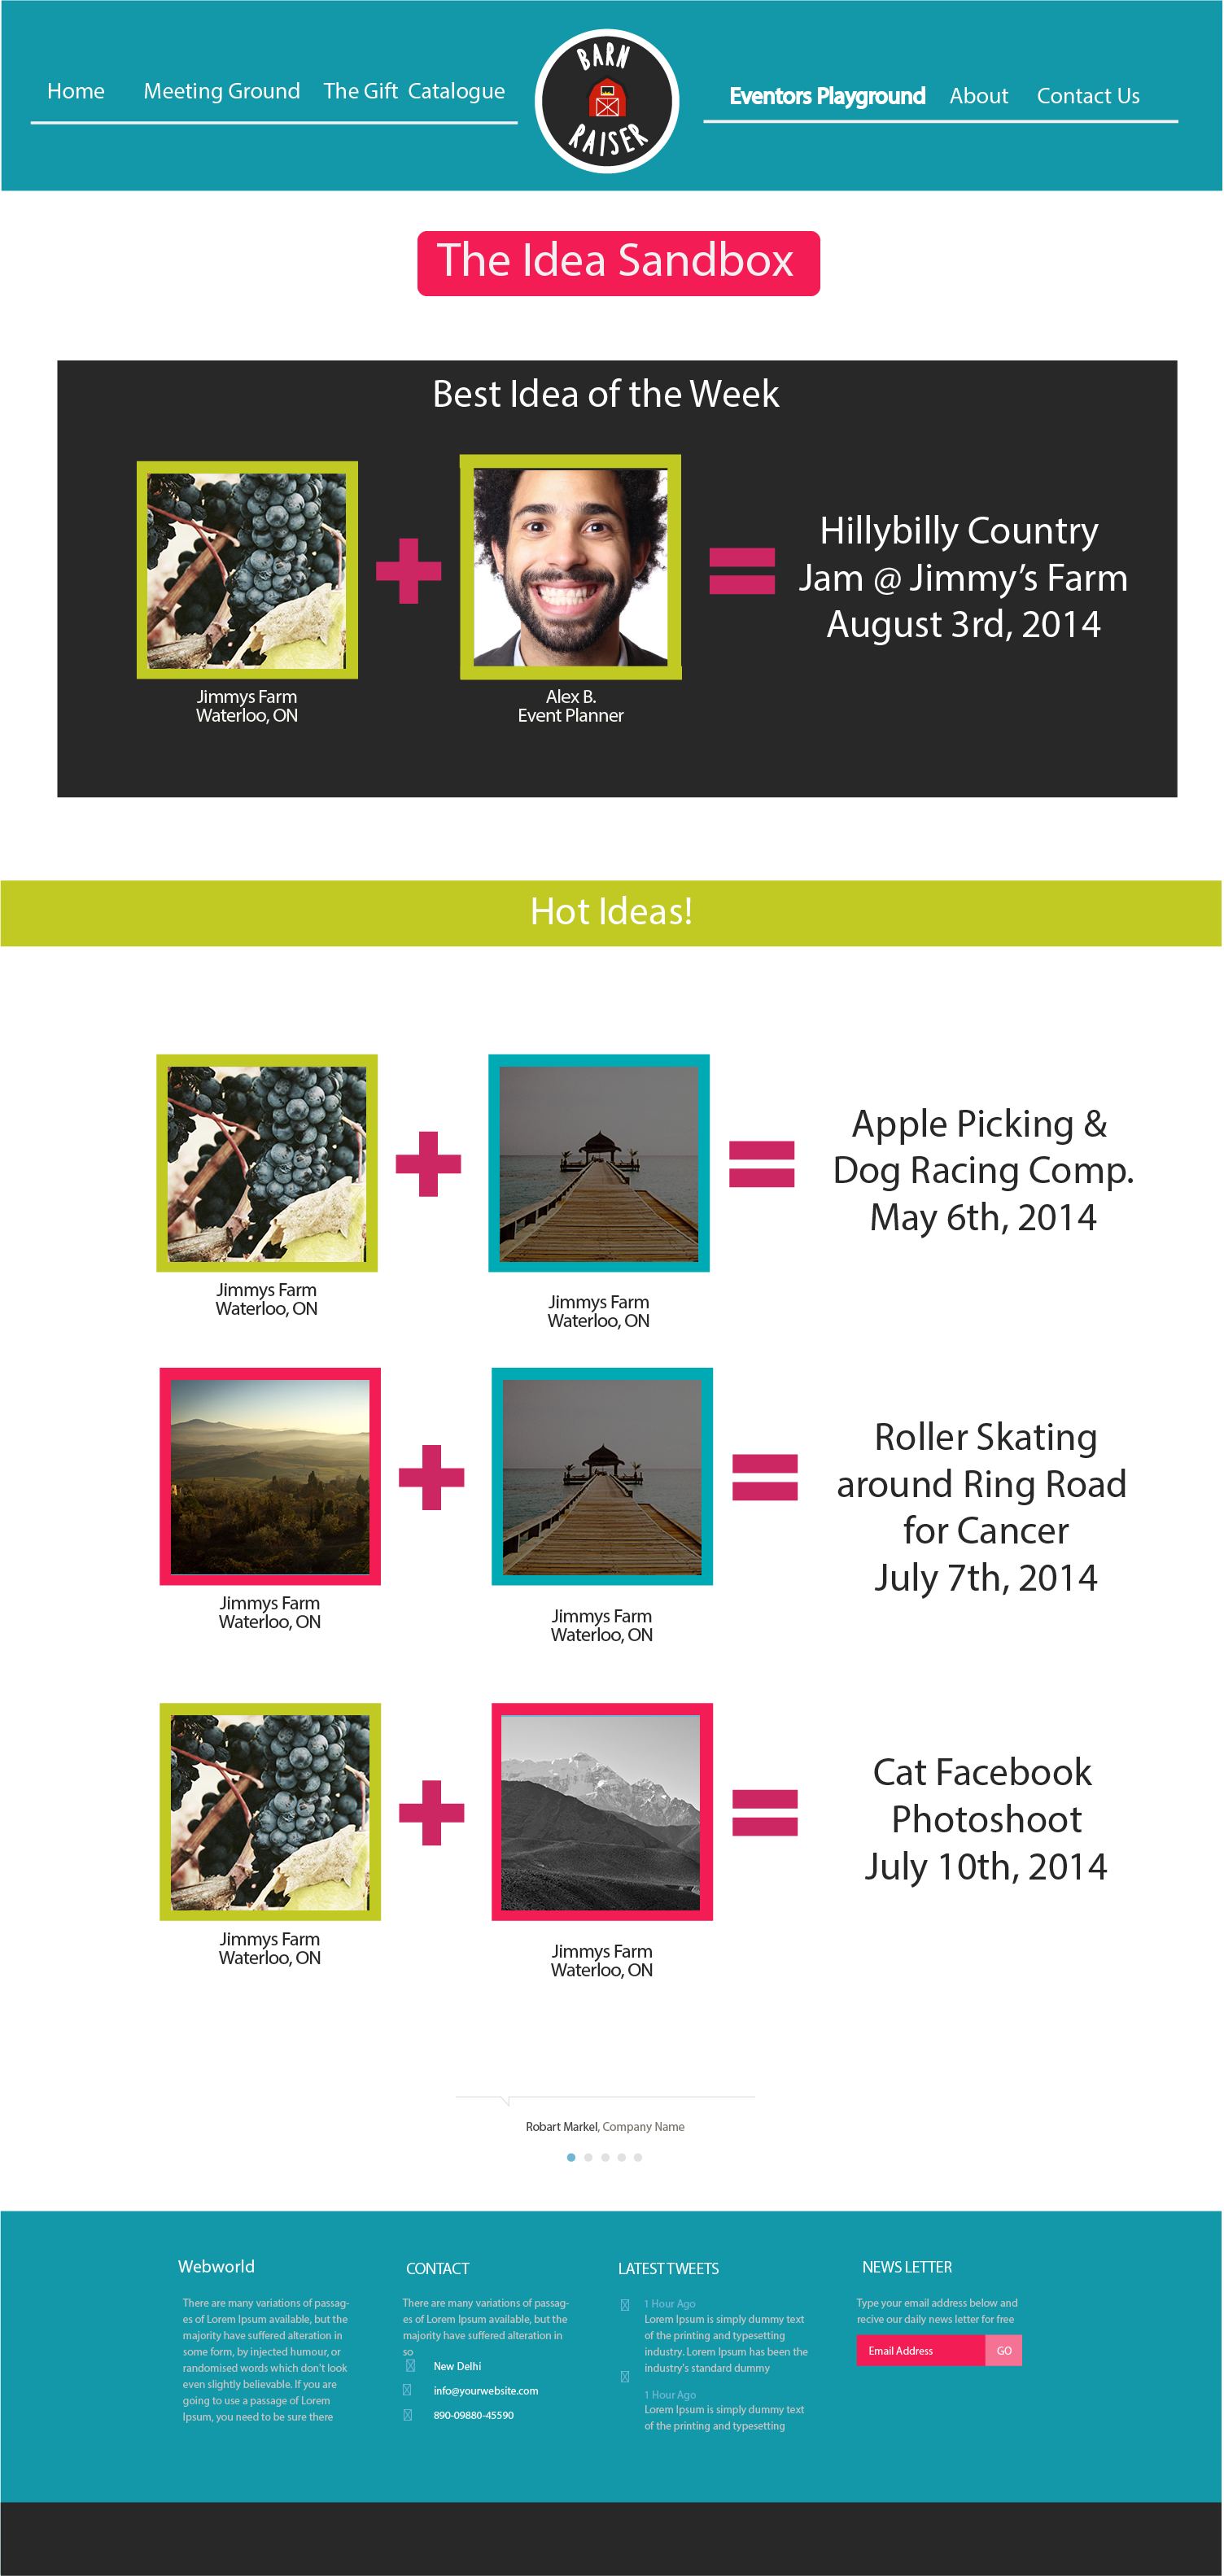 Home Meeting Ground The Gift Catalogue
BARN
RAISER
Eventors Playground About Contact Us
The Idea Sandbox
Best Idea of the Week
Jimmys Farm
Waterloo, ON
Alex B.
Event Planner
Hillybilly Country
Jam @ Jimmy's Farm
August 3rd, 2014
Hot Ideas!
Jimmys Farm
Waterloo, ON
Jimmys Farm
Waterloo, ON
Apple Picking &
Dog Racing Comp.
May 6th, 2014
Jimmys Farm
Waterloo, ON
Jimmys Farm
Waterloo, ON
Roller Skating
around Ring Road
for Cancer
July 7th, 2014
Jimmys Farm
Waterloo, ON
Jimmys Farm
Waterloo, ON
Cat Facebook
Photoshoot
July 10th, 2014
Robart Markel, Company Name
Webworld
There are many variations of passag-
es of Lorem Ipsum available, but the
majority have suffered alteration in
some form, by injected humour, or
randomised words which don't look
even slightly believable. If you are
going to use a passage of Lorem
Ipsum, you need to be sure there
CONTACT
There are many variations of passag-
es of Lorem Ipsum available, but the
majority have suffered alteration in
so
New Delhi
info@yourwebsite.com
890-09880-45590
LATEST TWEETS
1 Hour Ago
Lorem Ipsum is simply dummy text
of the printing and typesetting
industry. Lorem Ipsum has been the
industry's standard dummy
1 Hour Ago
Lorem Ipsum is simply dummy text
of the printing and typesetting
NEWS LETTER
Type your email address below and
recive our daily news letter for free
Email Address GO